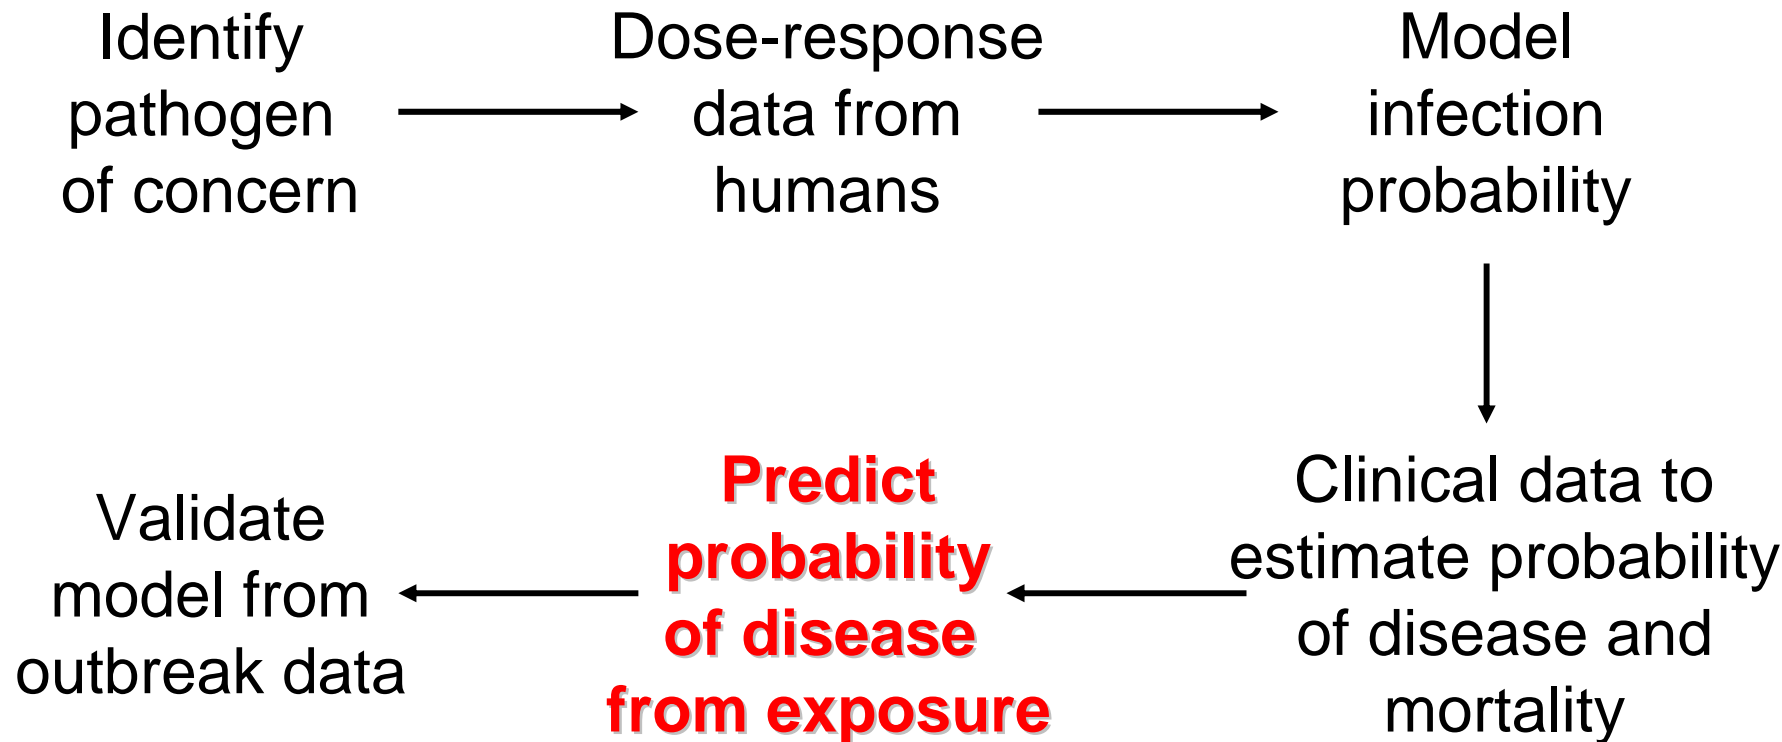 Identify
pathogen
of concern
Dose-response
data from
humans
Model
infection
probability
Clinical data to
estimate probability
of disease and
mortality
Predict
probability
of disease
from exposure
Validate
model from
outbreak data